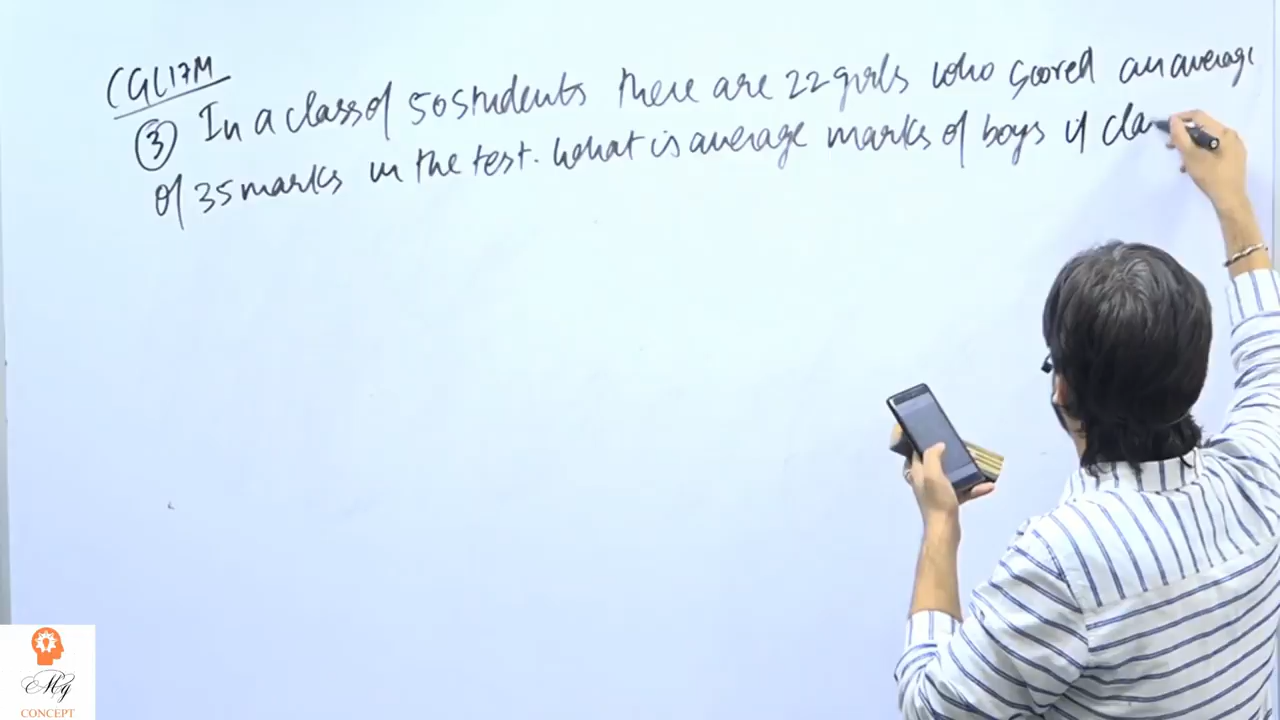 CGL17M
③ In a class of 50 students there are 22 girls who scored an average
of 35 marks in the test. What is average marks of boys if cla
Mg
CONCEPT